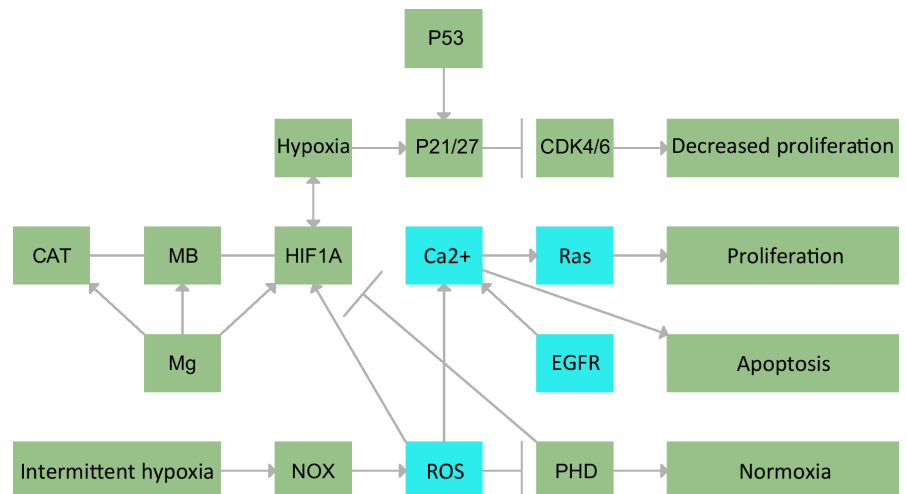 P53
Hypoxia
P21/27
CDK4/6
Decreased proliferation
CAT
MB
HIF1A
Ca2+
Ras
Proliferation
Mg
EGFR
Apoptosis
Intermittent hypoxia
NOX
ROS
PHD
Normoxia